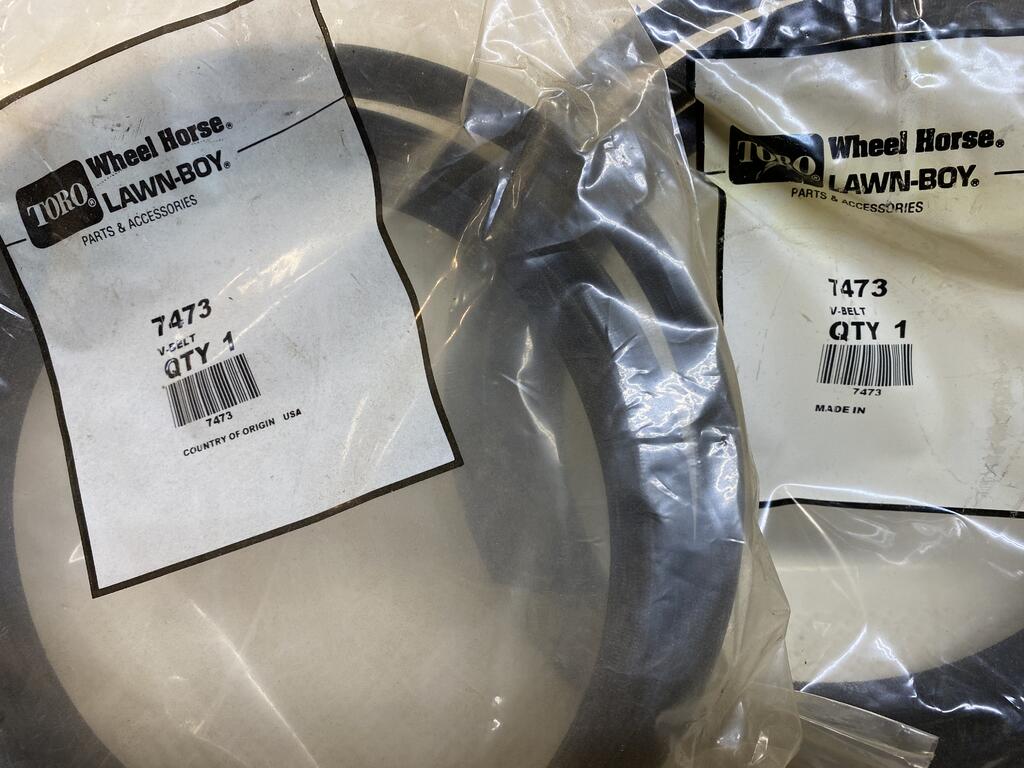 TORO® Wheel Horse®
LAWN-BOY®
PARTS & ACCESSORIES
7473
V-BELT
QTY 1
7473
COUNTRY OF ORIGIN USA
TORO® Wheel Horse®
LAWN-BOY®
PARTS & ACCESSORIES
7473
V-BELT
QTY 1
7473
MADE IN